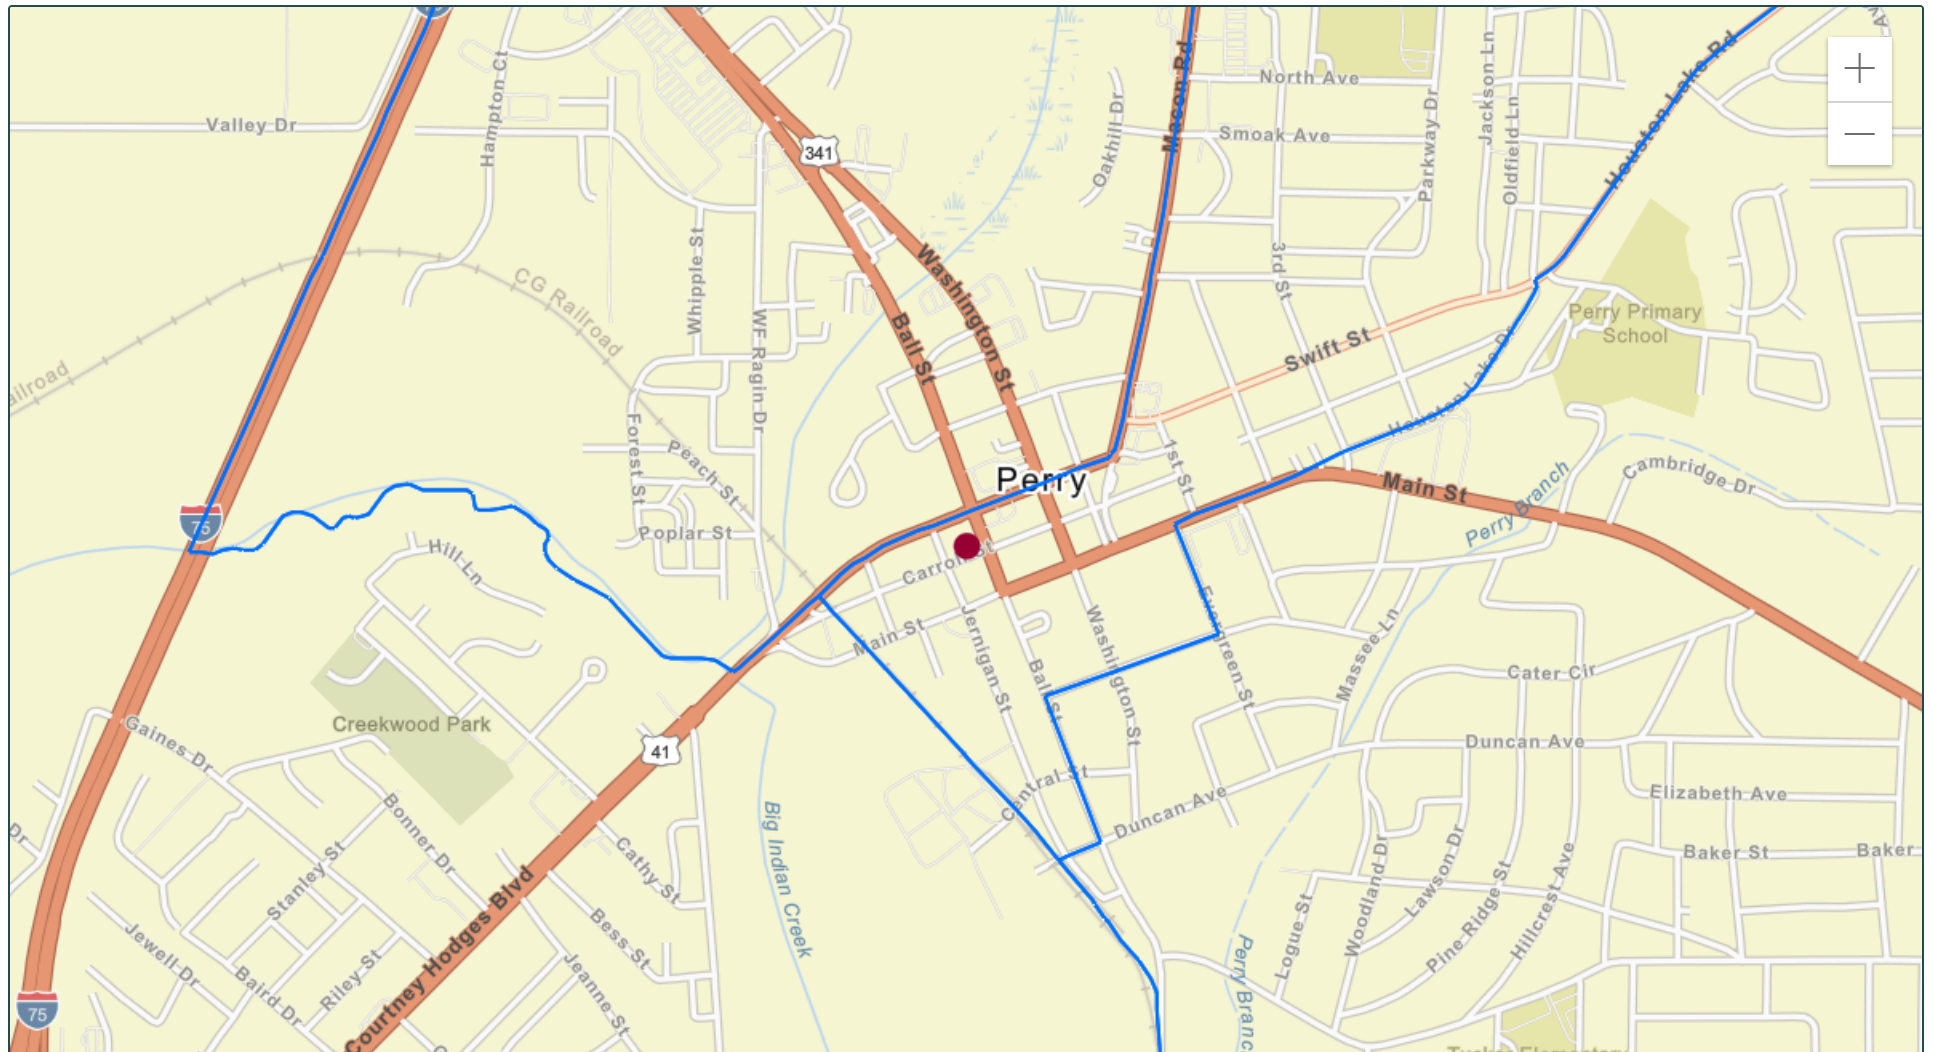 Valley Dr
Hampton Ct
341
Macon Rd
Oakhill Dr
North Ave
Smoak Ave
Parkway Dr
Jackson Ln
Oldfield Ln
Houston Lake Rd
+
−
CG Railroad
ailroad
Whipple St
WF Ragin Dr
Washington St
Ball St
3rd St
Swift St
Perry Primary
School
Houston Lake Dr
Forest St
Peach St
Poplar St
Perry
1st St
Main St
Perry Branch
Cambridge Dr
75
Hill Ln
Carroll St
Main St
Jernigan St
Ball St
Washington St
Evergreen St
Massee Ln
Cater Cir
Creekwood Park
41
Gaines Dr
Duncan Ave
Central St
Duncan Ave
Elizabeth Ave
Dr
Bonner Dr
Stanley St
Cathy St
Big Indian Creek
Baker St
Baker
Woodland Dr
Lawson Dr
Pine Ridge St
Hillcrest Ave
Logue St
Jewell Dr
Baird Dr
Riley St
Courtney Hodges Blvd
Bess St
Jeanne St
Perry Branc
75